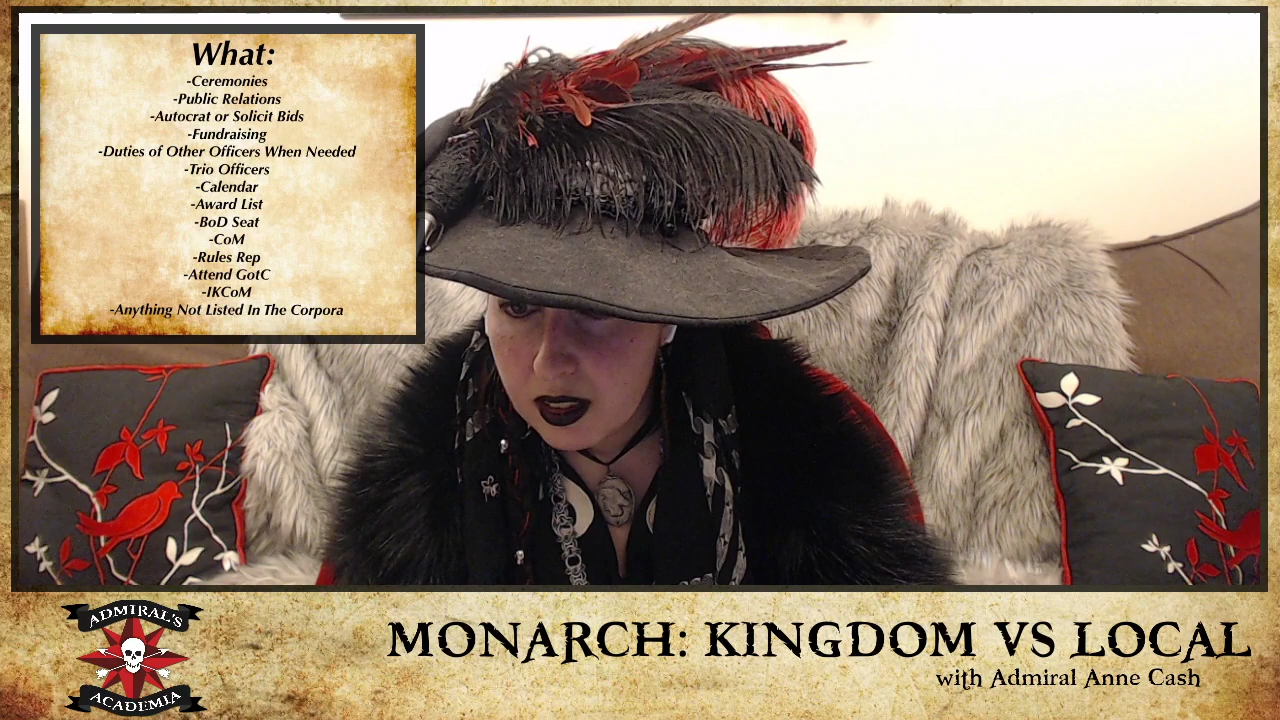 What:
-Ceremonies
-Public Relations
-Autocrat or Solicit Bids
-Fundraising
-Duties of Other Officers When Needed
-Trio Officers
-Calendar
-Award List
-BoD Seat
-CoM
-Rules Rep
-Attend GotC
-IKCoM
-Anything Not Listed In The Corpora
ADMIRAL'S
ACADEMIA
MONARCH: KINGDOM VS LOCAL
with Admiral Anne Cash